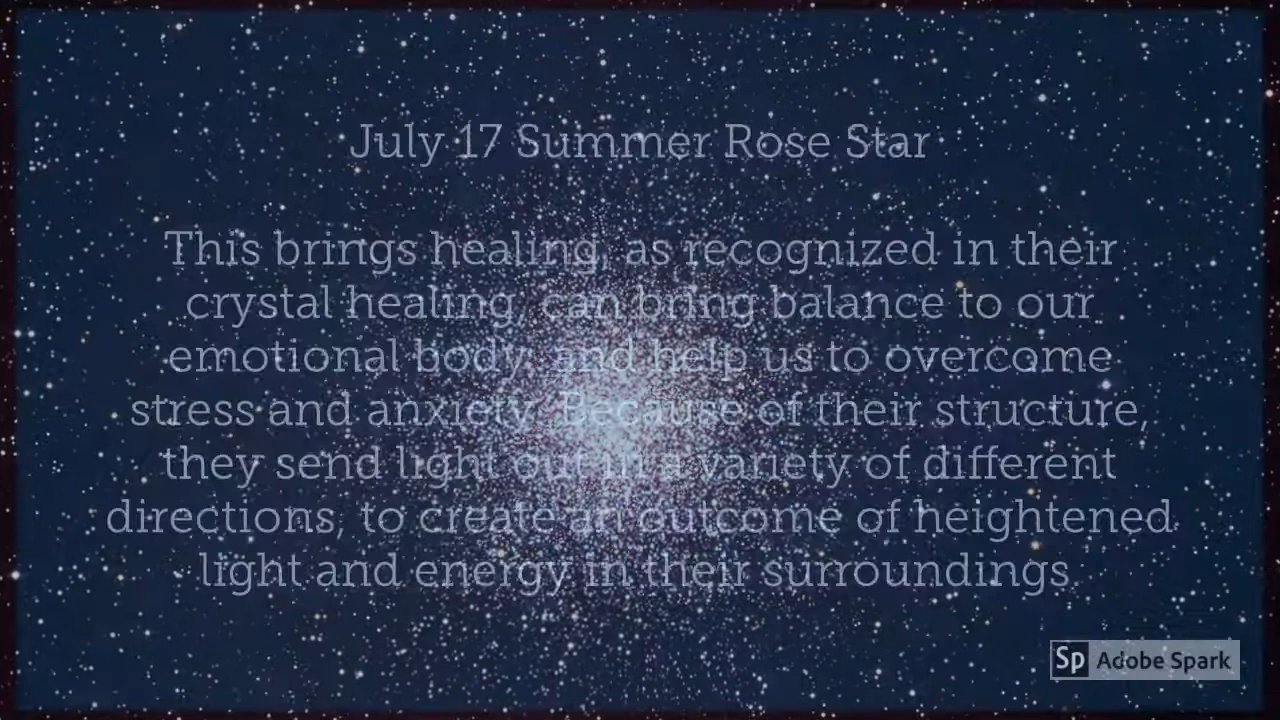 July 17 Summer Rose Star
This brings healing, as recognized in their
crystal healing, can bring balance to our
emotional body, and help us to overcome
stress and anxiety. Because of their structure,
they send light out in a variety of different
directions, to create an outcome of heightened
light and energy in their surroundings.
Sp Adobe Spark